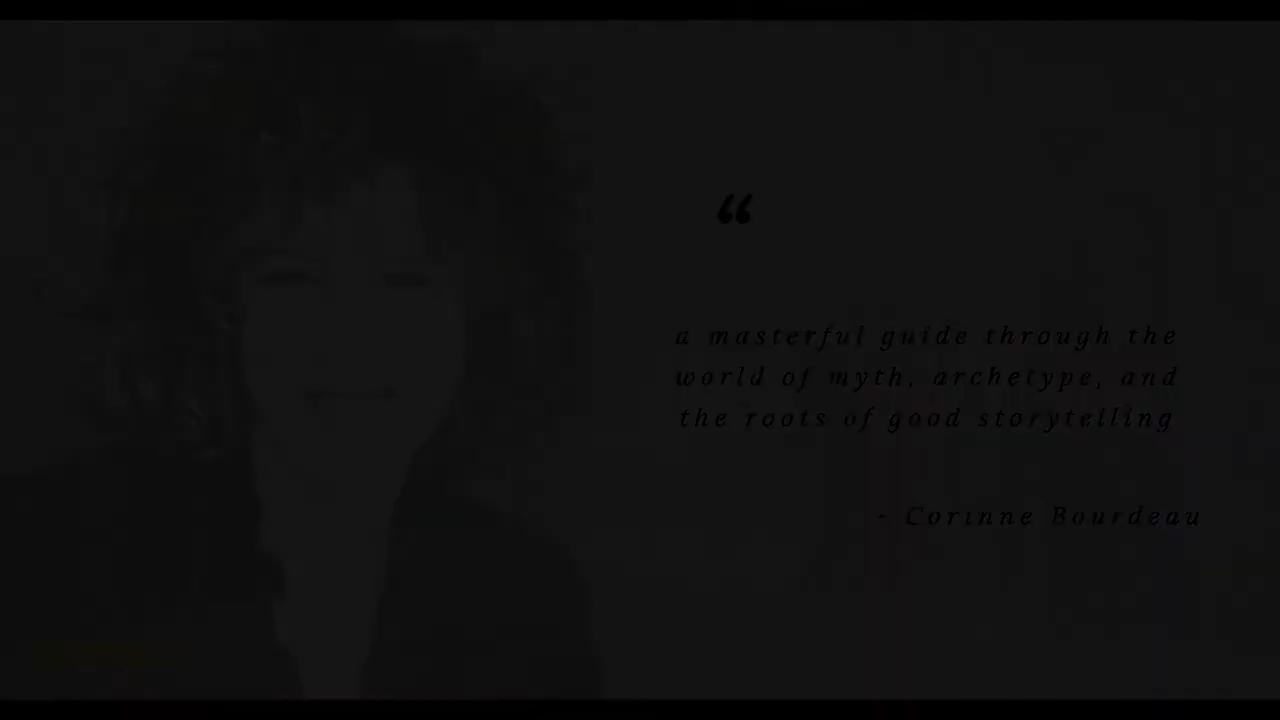 “
a masterful guide through the
world of myth, archetype, and
the roots of good storytelling
- Corinne Bourdeau